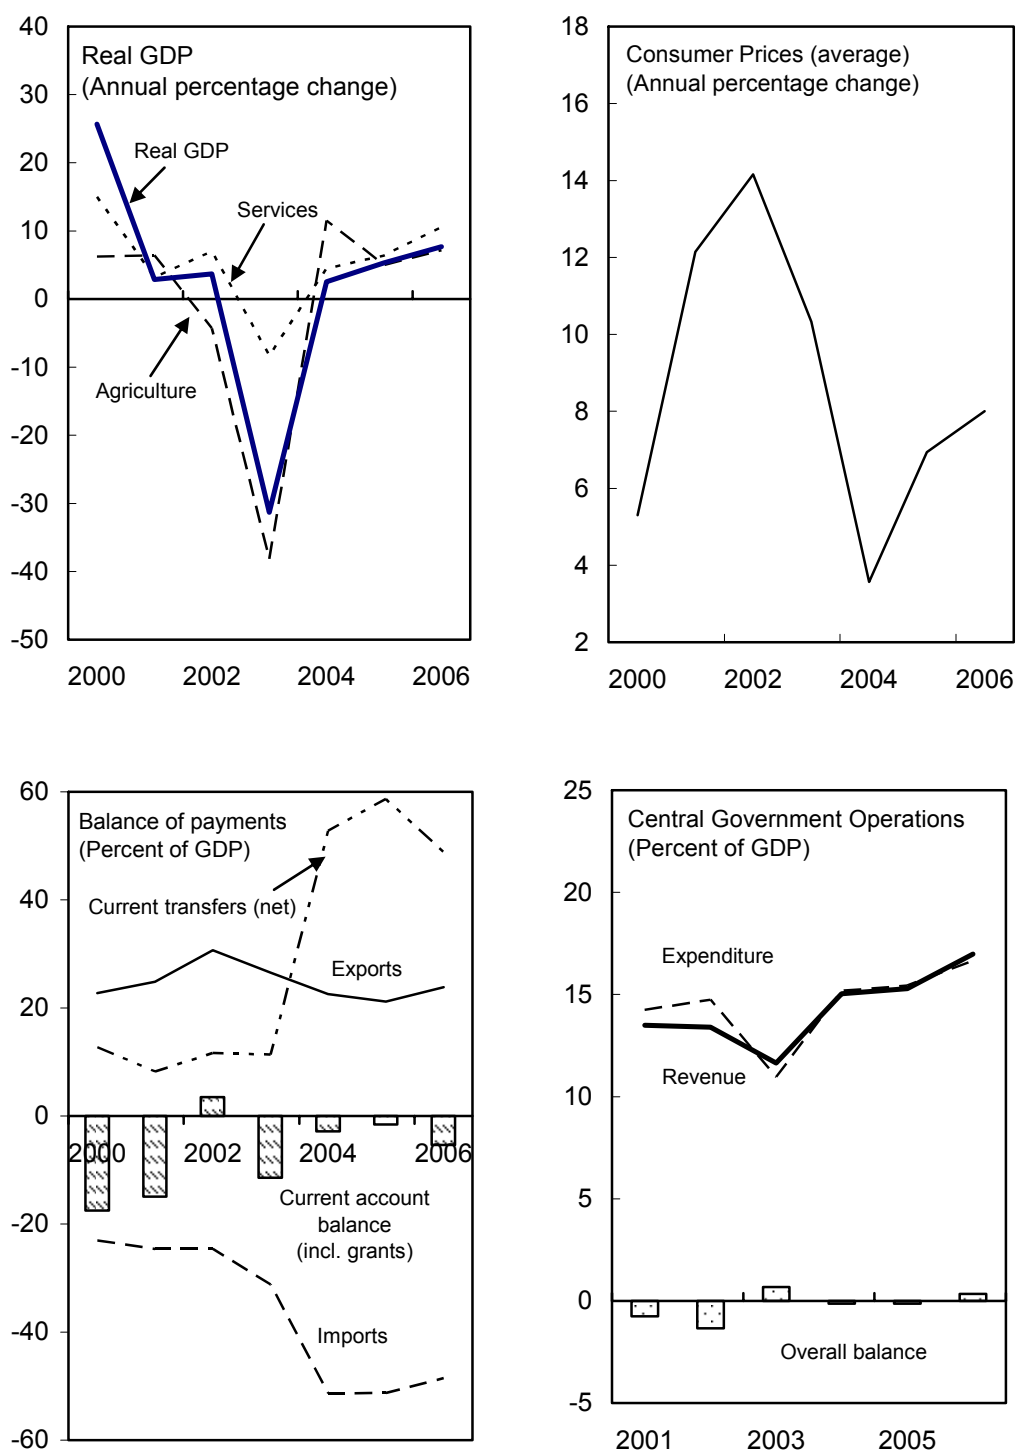 Real GDP
(Annual percentage change)
40
30
20
10
0
-10
-20
-30
-40
-50
Real GDP
Services
Agriculture
2000 2002 2004 2006
Consumer Prices (average)
(Annual percentage change)
18
16
14
12
10
8
6
4
2
2000 2002 2004 2006
Balance of payments
(Percent of GDP)
60
40
20
0
-20
-40
-60
Current transfers (net)
Exports
2000 2002 2004 2006
Current account
balance
(incl. grants)
Imports
Central Government Operations
(Percent of GDP)
25
20
15
10
5
0
-5
Expenditure
Revenue
Overall balance
2001 2003 2005